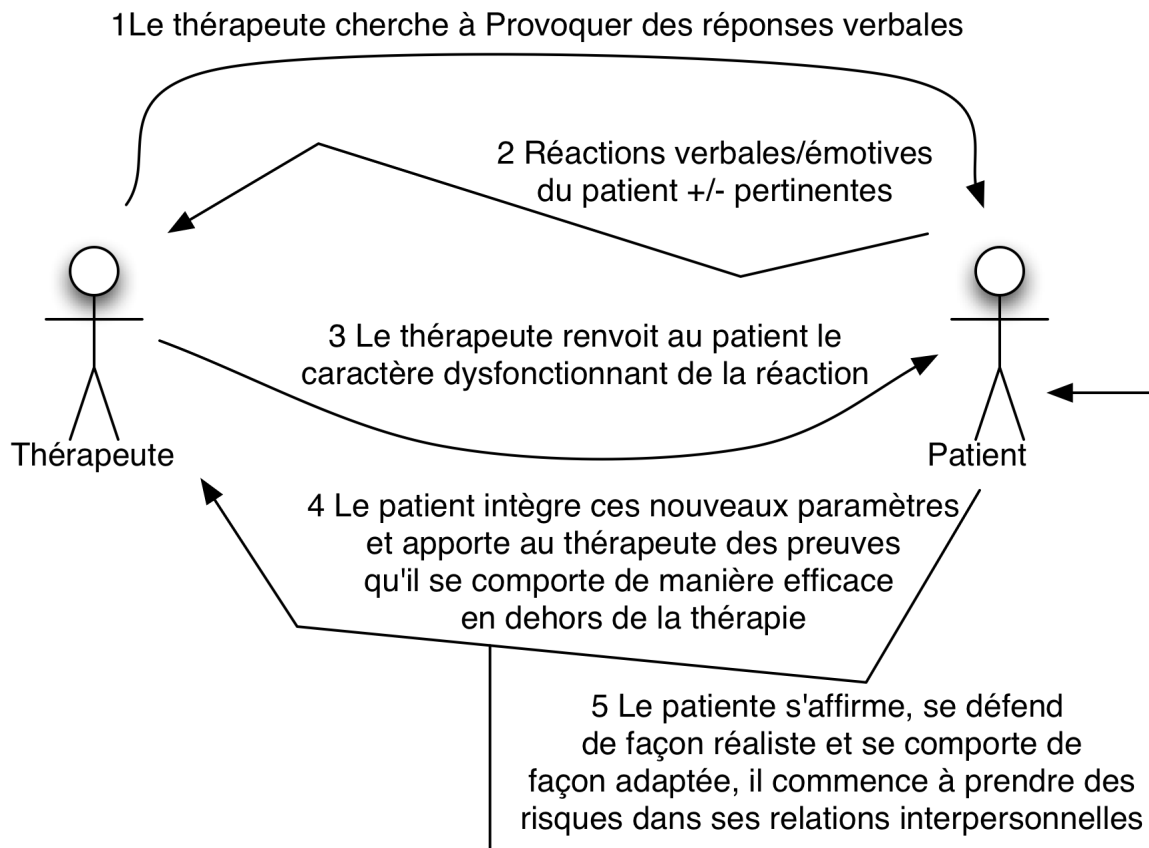 1Le thérapeute cherche à Provoquer des réponses verbales
2 Réactions verbales/émotives
du patient +/- pertinentes
3 Le thérapeute renvoit au patient le
caractère dysfonctionnant de la réaction
Thérapeute
Patient
4 Le patient intègre ces nouveaux paramètres
et apporte au thérapeute des preuves
qu'il se comporte de manière efficace
en dehors de la thérapie
5 Le patiente s'affirme, se défend
de façon réaliste et se comporte de
façon adaptée, il commence à prendre des
risques dans ses relations interpersonnelles